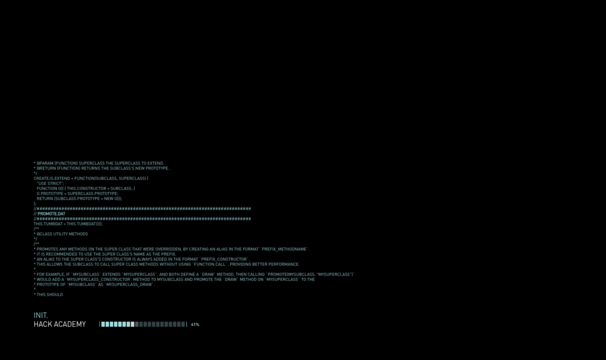 * @PARAM {FUNCTION} SUPERCLASS THE SUPERCLASS TO EXTEND.
* @RETURN {FUNCTION} RETURNS THE SUBCLASS'S NEW PROTOTYPE.
*/
CREATEJS.EXTEND = FUNCTION(SUBCLASS, SUPERCLASS) {
"USE STRICT";
FUNCTION O() { THIS.CONSTRUCTOR = SUBCLASS; }
O.PROTOTYPE = SUPERCLASS.PROTOTYPE;
RETURN (SUBCLASS.PROTOTYPE = NEW O());
};
// PROMOTE.DAT
THIS.TUMBDAT = THIS.TUMBDAT||{};
/**
* @CLASS UTILITY METHODS
*/
/**
* PROMOTES ANY METHODS ON THE SUPER CLASS THAT WERE OVERRIDDEN, BY CREATING AN ALIAS IN THE FORMAT `PREFIX_METHODNAME`.
* IT IS RECOMMENDED TO USE THE SUPER CLASS'S NAME AS THE PREFIX.
* AN ALIAS TO THE SUPER CLASS'S CONSTRUCTOR IS ALWAYS ADDED IN THE FORMAT `PREFIX_CONSTRUCTOR`.
* THIS ALLOWS THE SUBCLASS TO CALL SUPER CLASS METHODS WITHOUT USING `FUNCTION.CALL`, PROVIDING BETTER PERFORMANCE.
*
* FOR EXAMPLE, IF `MYSUBCLASS` EXTENDS `MYSUPERCLASS`, AND BOTH DEFINE A `DRAW` METHOD, THEN CALLING `PROMOTE(MYSUBCLASS, "MYSUPERCLASS")`
* WOULD ADD A `MYSUPERCLASS_CONSTRUCTOR` METHOD TO MYSUBCLASS AND PROMOTE THE `DRAW` METHOD ON `MYSUPERCLASS` TO THE
* PROTOTYPE OF `MYSUBCLASS` AS `MYSUPERCLASS_DRAW`.
*
* THIS SHOULD
INIT.
HACK ACADEMY